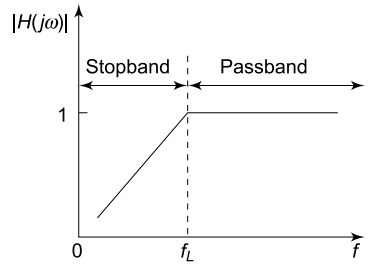 |H(jω)|
Stopband Passband
1
0 f_L f